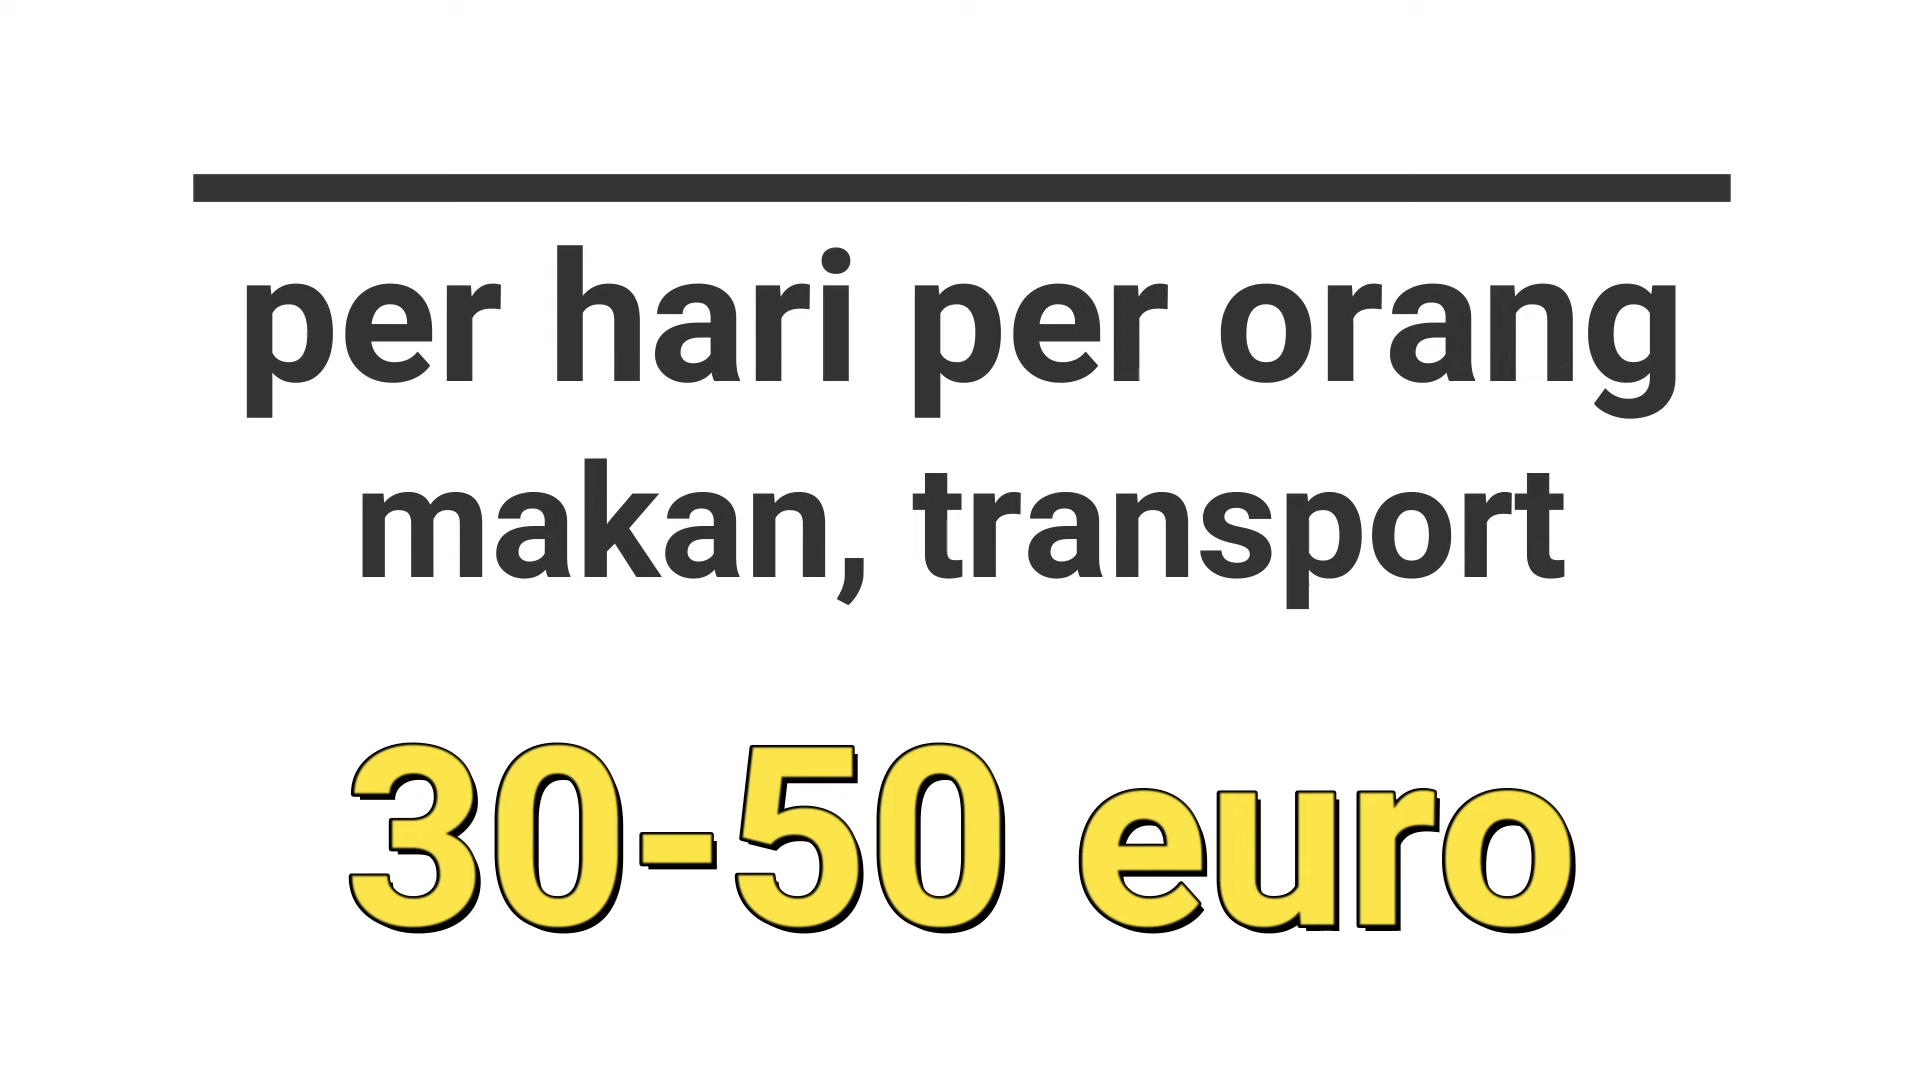 per hari per orang
makan, transport
30-50 euro